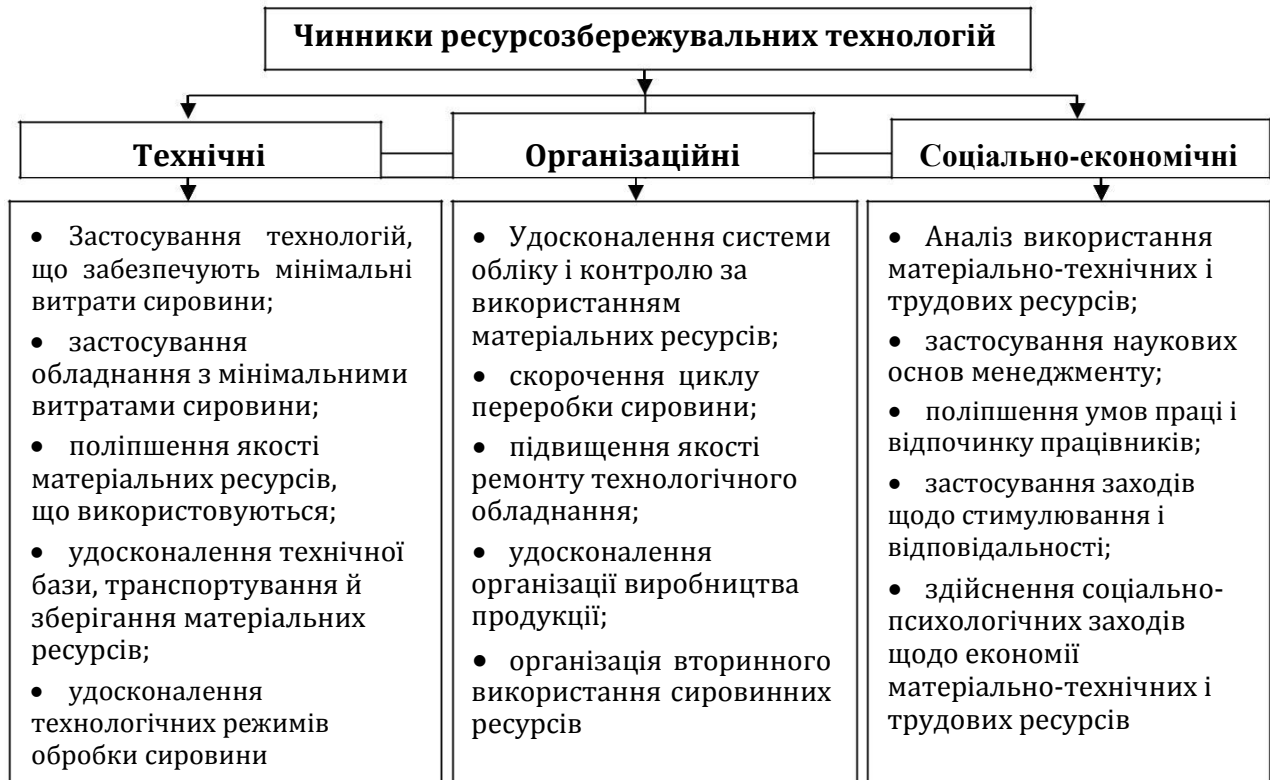 Чинники ресурсозбережувальних технологій
Технічні
Організаційні
Соціально-економічні
• Застосування технологій,
що забезпечують мінімальні
витрати сировини;
• застосування
обладнання з мінімальними
витратами сировини;
• поліпшення якості
матеріальних ресурсів,
що використовуються;
• удосконалення технічної
бази, транспортування й
зберігання матеріальних
ресурсів;
• удосконалення
технологічних режимів
обробки сировини
• Удосконалення системи
обліку і контролю за
використанням
матеріальних ресурсів;
• скорочення циклу
переробки сировини;
• підвищення якості
ремонту технологічного
обладнання;
• удосконалення
організації виробництва
продукції;
• організація вторинного
використання сировинних
ресурсів
• Аналіз використання
матеріально-технічних і
трудових ресурсів;
• застосування наукових
основ менеджменту;
• поліпшення умов праці і
відпочинку працівників;
• застосування заходів
щодо стимулювання і
відповідальності;
• здійснення соціально-
психологічних заходів
щодо економії
матеріально-технічних і
трудових ресурсів